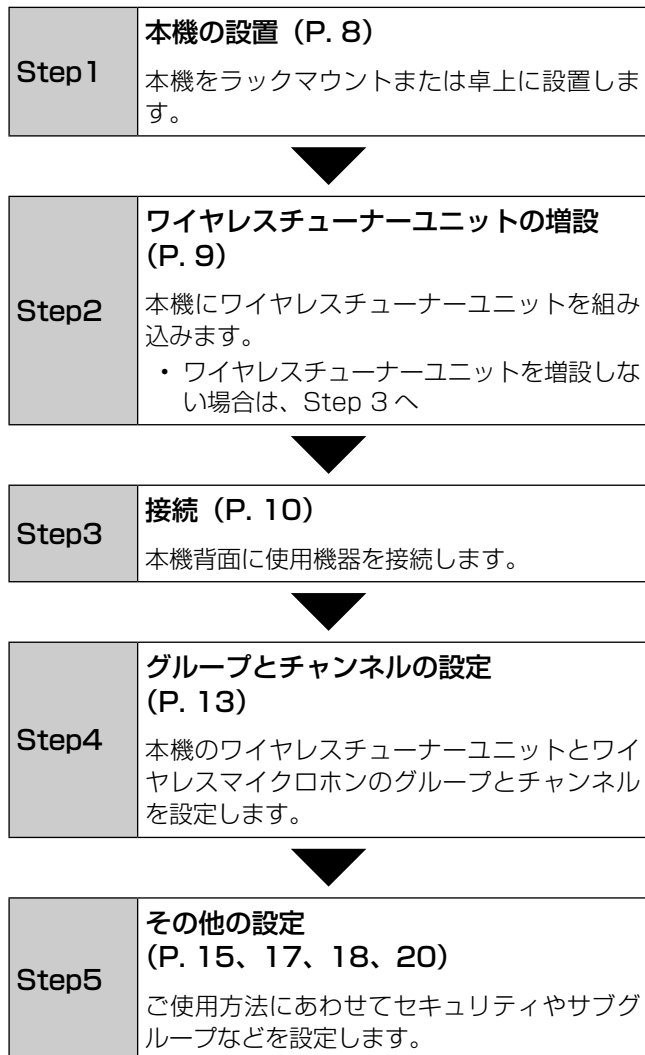 Step1
本機の設置（P. 8）
本機をラックマウントまたは卓上に設置しま
す。
Step2
ワイヤレスチューナーユニットの増設
（P. 9）
本機にワイヤレスチューナーユニットを組み
込みます。
• ワイヤレスチューナーユニットを増設しな
い場合は、Step 3 へ
Step3
接続（P. 10）
本機背面に使用機器を接続します。
Step4
グループとチャンネルの設定
（P. 13）
本機のワイヤレスチューナーユニットとワイ
ヤレスマイクロホンのグループとチャンネル
を設定します。
Step5
その他の設定
（P. 15、17、18、20）
ご使用方法にあわせてセキュリティやサブグ
ループなどを設定します。